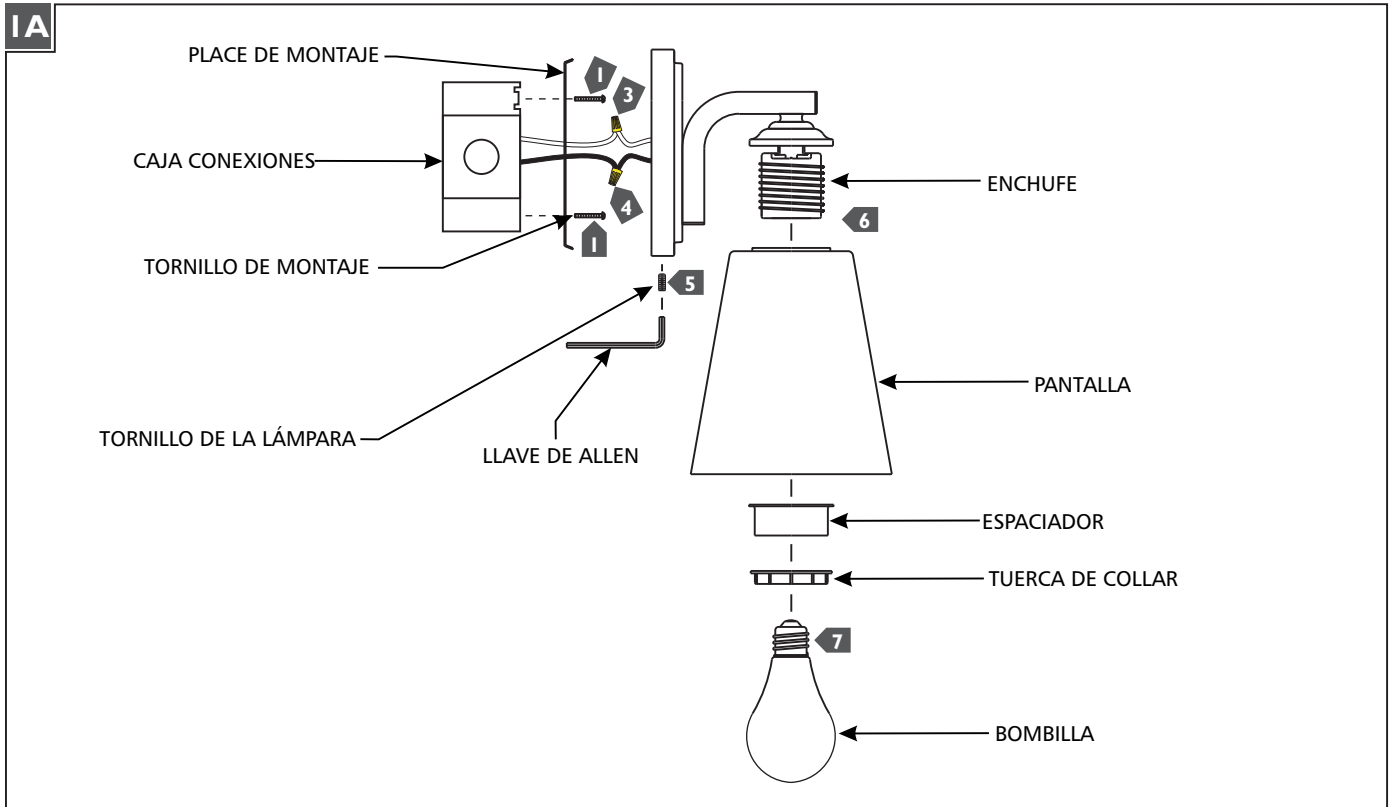 1A
PLACE DE MONTAJE
1
3
CAJA CONEXIONES
ENCHUFE
4
6
1
TORNILLO DE MONTAJE
5
PANTALLA
TORNILLO DE LA LÁMPARA
LLAVE DE ALLEN
ESPACIADOR
TUERCA DE COLLAR
7
BOMBILLA